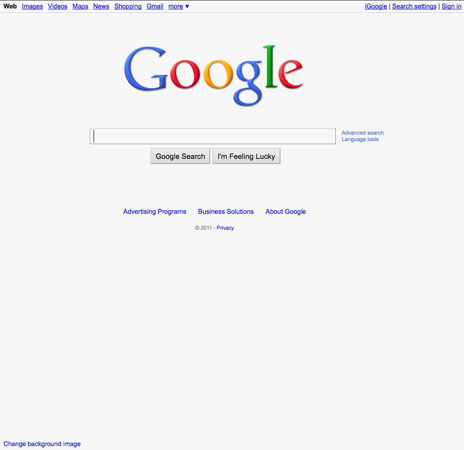 Web Images Videos Maps News Shopping Gmail more ▼
iGoogle | Search settings | Sign in
Google
Advanced search
Language tools
Google Search I'm Feeling Lucky
Advertising Programs Business Solutions About Google
© 2011 - Privacy
Change background image